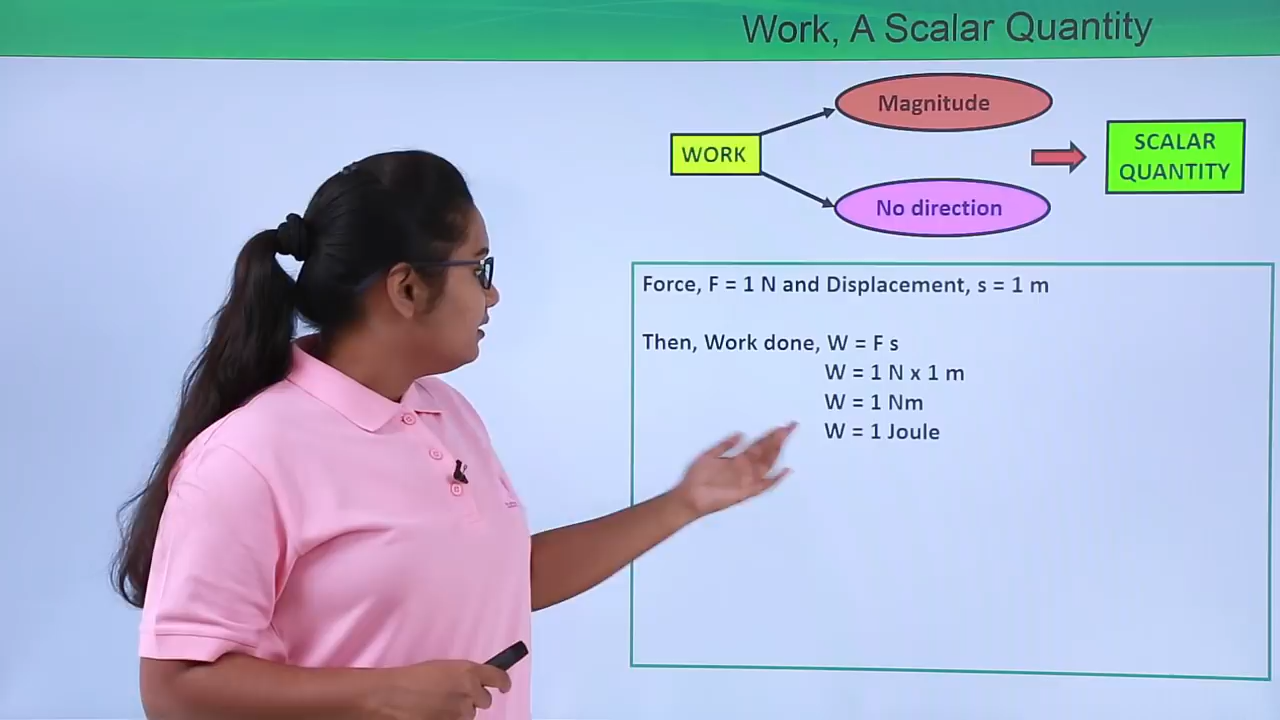 Work, A Scalar Quantity
Magnitude
WORK
SCALAR
QUANTITY
No direction
Force, F = 1 N and Displacement, s = 1 m
Then, Work done, W = F s
W = 1 N x 1 m
W = 1 Nm
W = 1 Joule